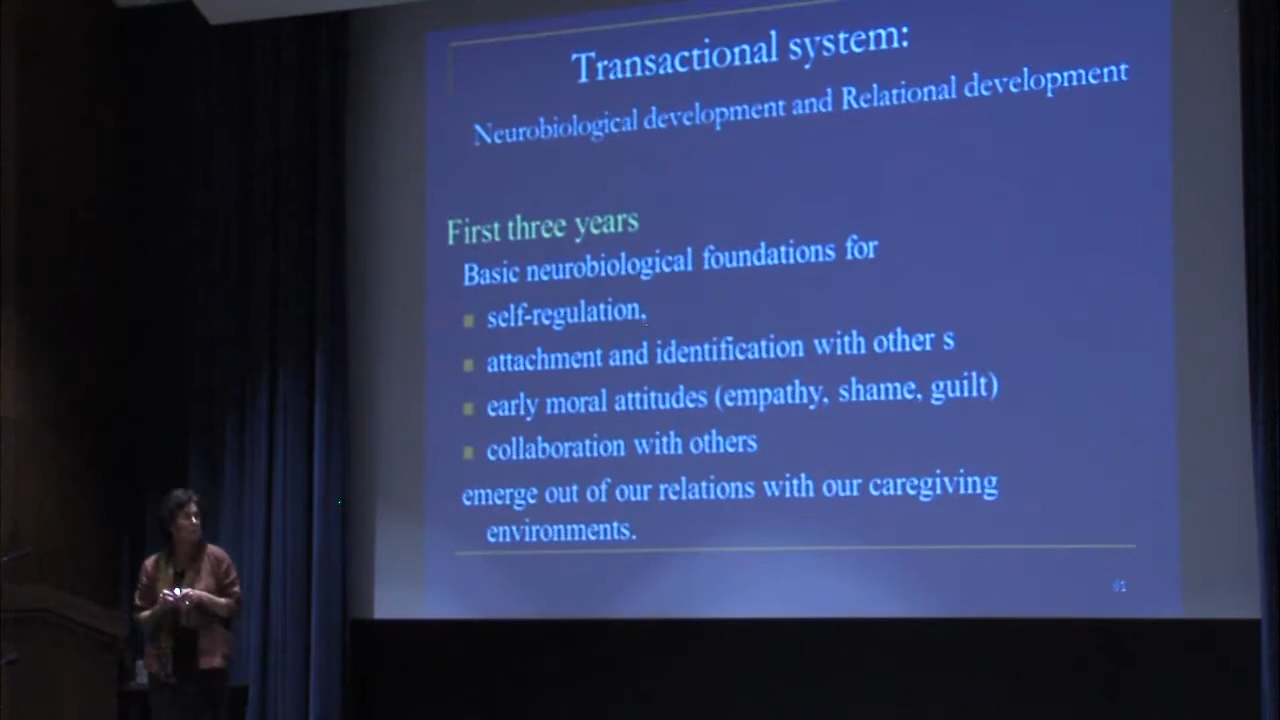 Transactional system:
Neurobiological development and Relational development
First three years
Basic neurobiological foundations for
self-regulation,
attachment and identification with other s
early moral attitudes (empathy, shame, guilt)
collaboration with others
emerge out of our relations with our caregiving
environments.
61